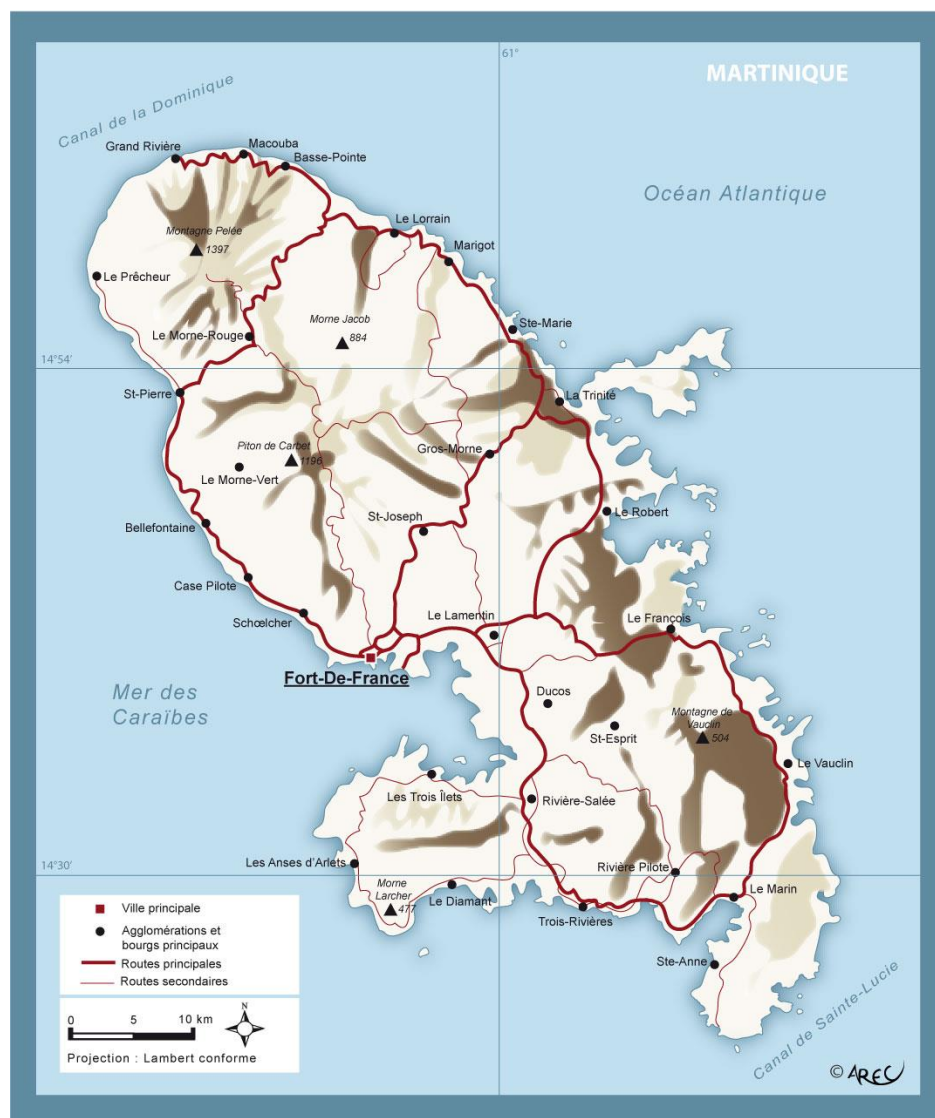 61°
MARTINIQUE
Canal de la Dominique
Grand Rivière
Macouba
Basse-Pointe
Océan Atlantique
Le Lorrain
Montagne Pelée
1397
Marigot
Le Prêcheur
Morne Jacob
884
Ste-Marie
Le Morne-Rouge
14°54'
St-Pierre
La Trinité
Piton de Carbet
1196
Gros-Morne
Le Morne-Vert
St-Joseph
Le Robert
Bellefontaine
Case Pilote
Schœlcher
Le Lamentin
Le François
Fort-De-France
Mer des
Caraïbes
Ducos
St-Esprit
Montagne de
Vauclin
504
Le Vauclin
Les Trois Îlets
Rivière-Salée
Les Anses d'Arlets
14°30
Rivière Pilote
Morne
Larcher
477
Le Diamant
Le Marin
Trois-Rivières
Ste-Anne
Canal de Sainte-Lucie
Ville principale
Agglomérations et
bourgs principaux
Routes principales
Routes secondaires
0 5 10 km
N
Projection : Lambert conforme
© AREC